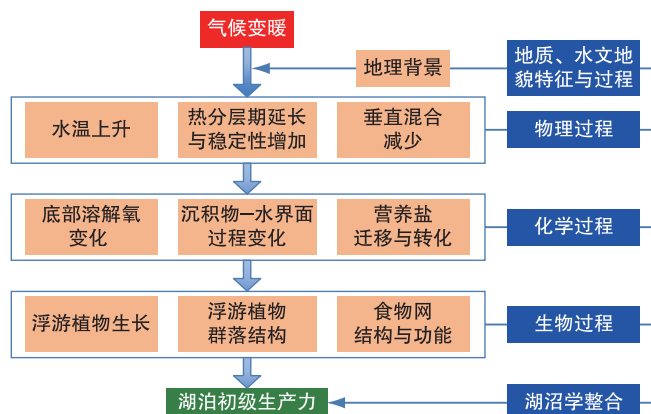 气候变暖
地理背景
地质、水文地
貌特征与过程
水温上升
热分层期延长
与稳定性增加
垂直混合
减少
物理过程
底部溶解氧
变化
沉积物—水界面
过程变化
营养盐
迁移与转化
化学过程
浮游植物生长
浮游植物
群落结构
食物网
结构与功能
生物过程
湖泊初级生产力
湖沼学整合